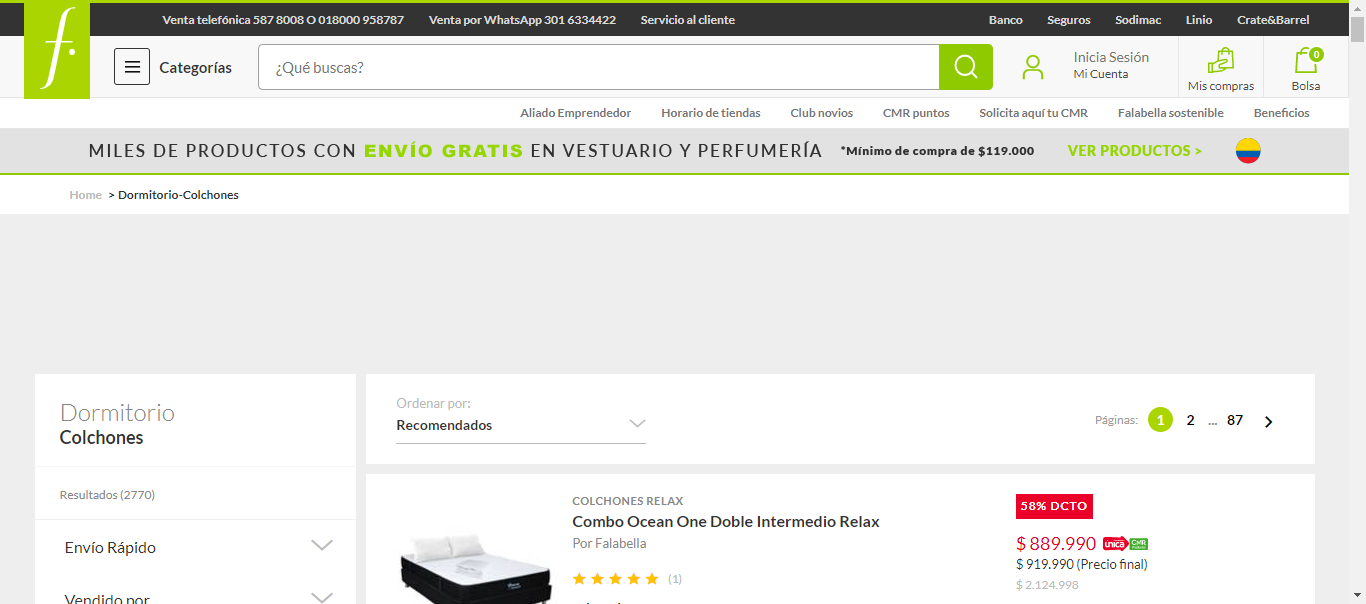 Venta telefónica 587 8008 O 018000 958787 Venta por WhatsApp 301 6334422 Servicio al cliente Banco Seguros Sodimac Linio Crate&Barrel
f.
Categorías
¿Qué buscas?
Inicia Sesión
Mi Cuenta
Mis compras
0
Bolsa
Aliado Emprendedor Horario de tiendas Club novios CMR puntos Solicita aquí tu CMR Falabella sostenible Beneficios
MILES DE PRODUCTOS CON ENVÍO GRATIS EN VESTUARIO Y PERFUMERÍA *Mínimo de compra de $119.000 VER PRODUCTOS >
Home > Dormitorio-Colchones
Dormitorio
Colchones
Resultados (2770)
Envío Rápido
Vendido por
Ordenar por:
Recomendados
Páginas: 1 2 ... 87 >
COLCHONES RELAX
Combo Ocean One Doble Intermedio Relax
Por Falabella
(1)
58% DCTO
$ 889.990 única CMR
$ 919.990 (Precio final)
$ 2.124.998